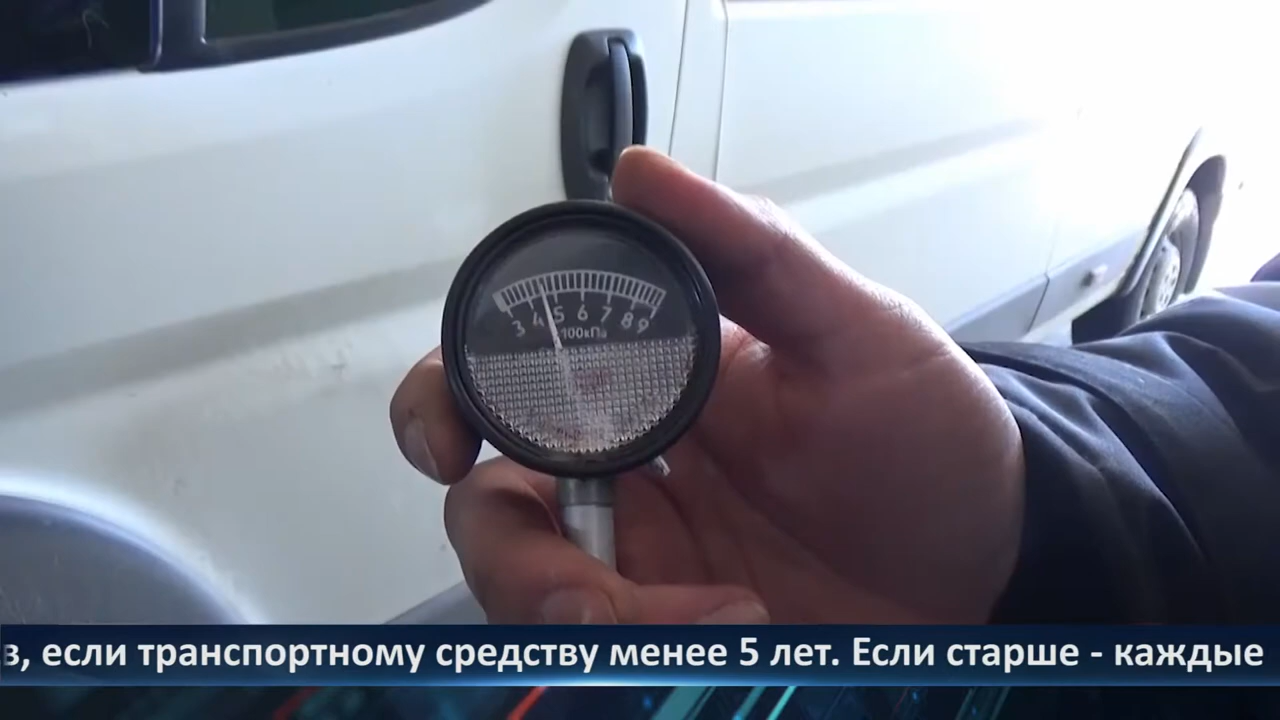 3 4 5 6 7 8 9
100кПа
в, если транспортному средству менее 5 лет. Если старше - каждые